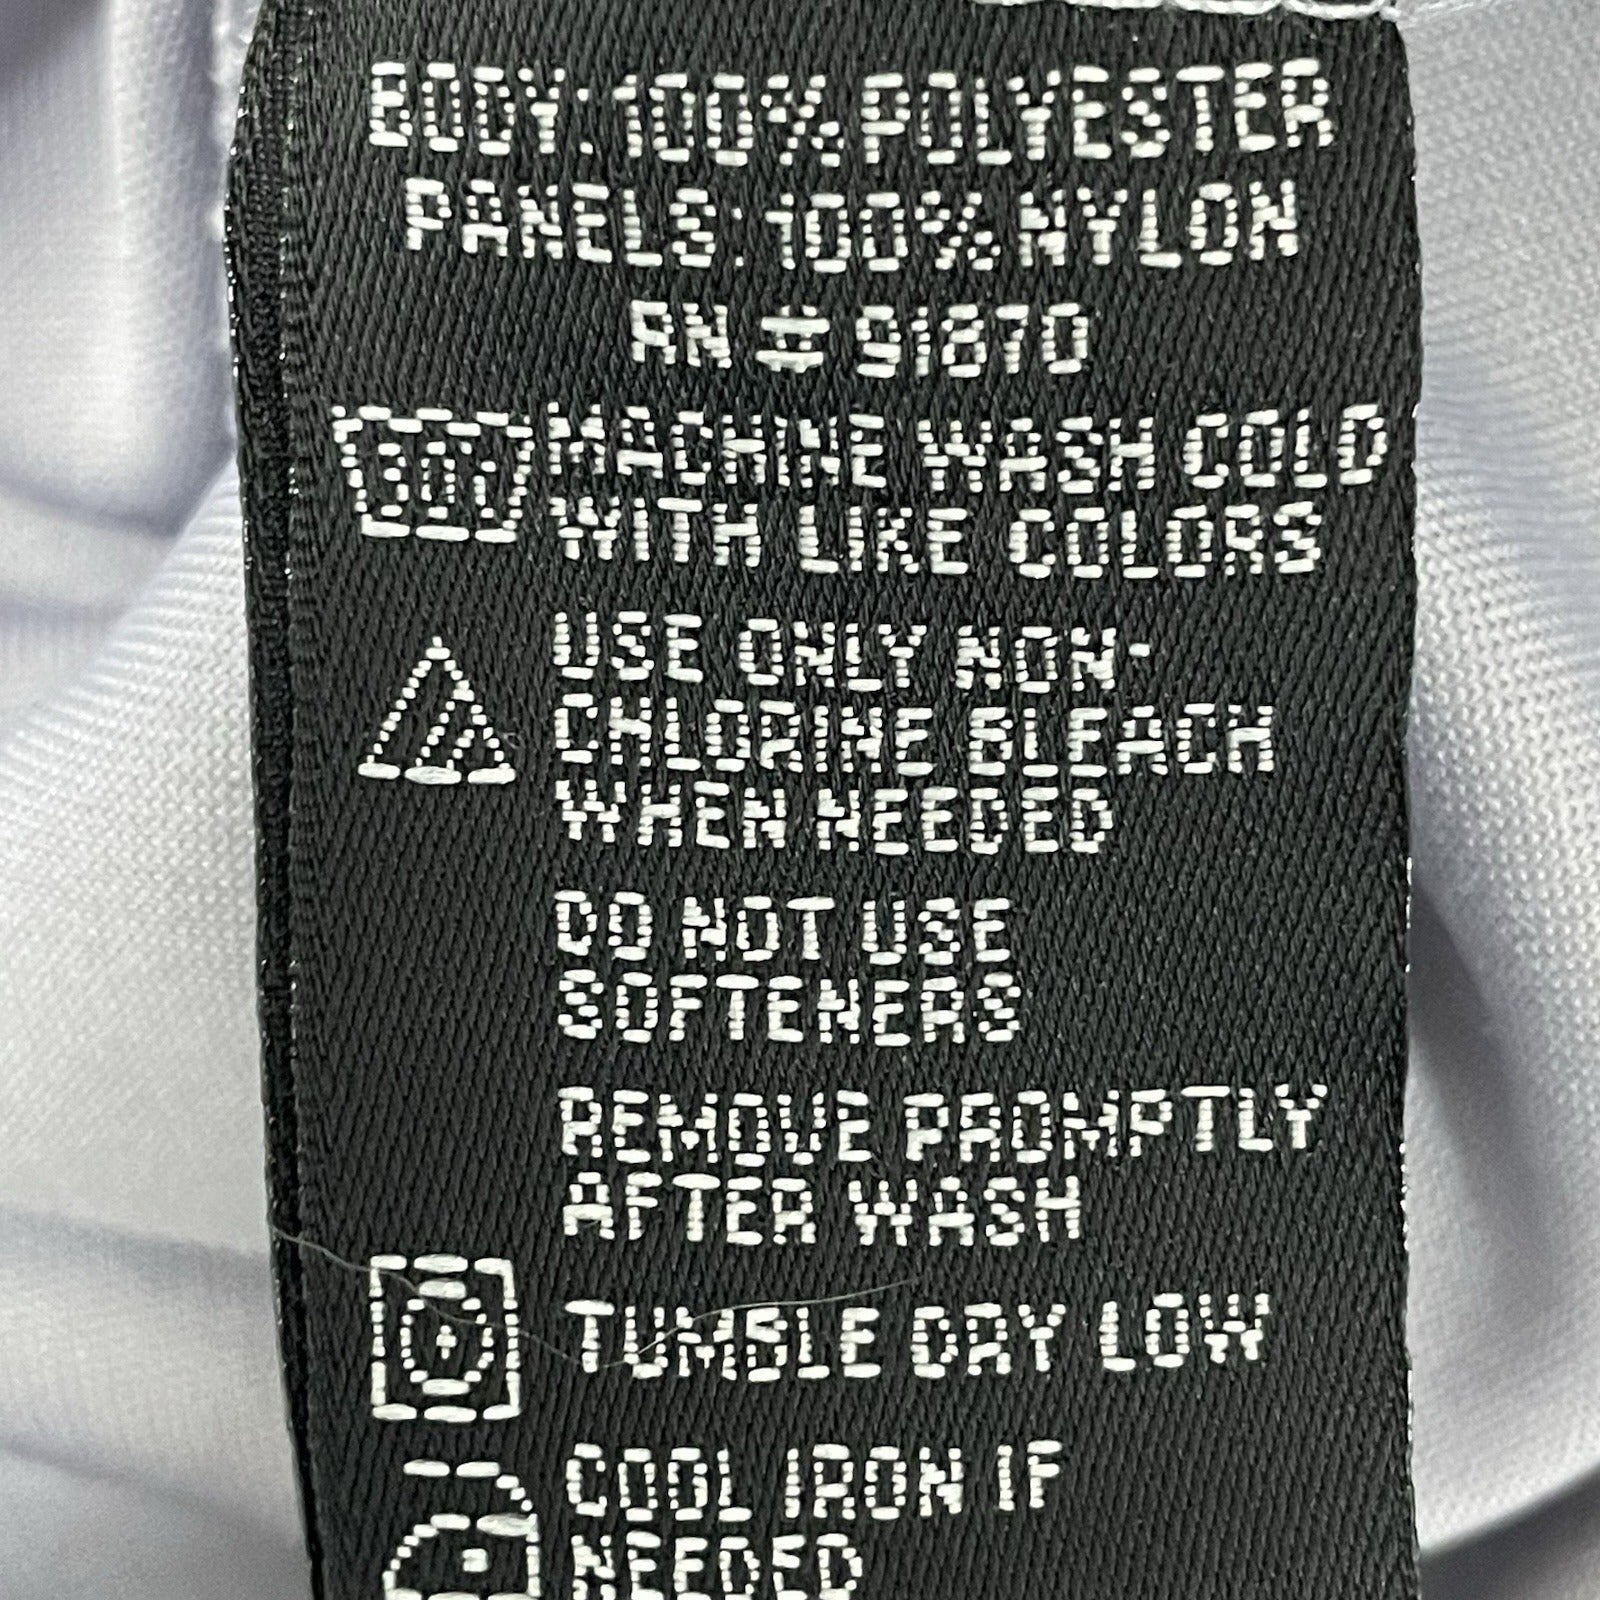 BODY: 100% POLYESTER
PANELS: 100% NYLON
RN # 91870
30° MACHINE WASH COLD
WITH LIKE COLORS
USE ONLY NON-
CHLORINE BLEACH
WHEN NEEDED
DO NOT USE
SOFTENERS
REMOVE PROMPTLY
AFTER WASH
TUMBLE DRY LOW
COOL IRON IF
NEEDED